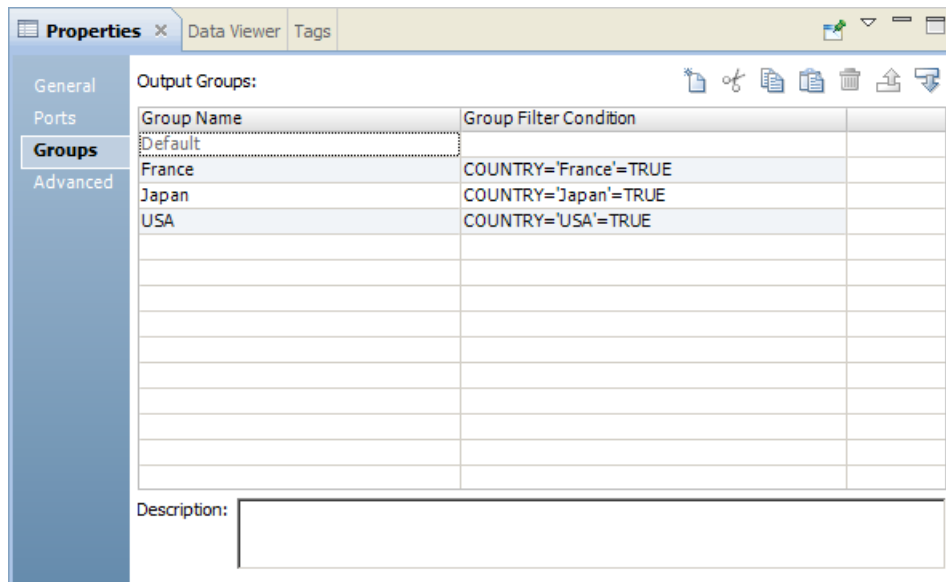 Properties Data Viewer Tags
General
Ports
Groups
Advanced
Output Groups:
Group Name Group Filter Condition
Default
France COUNTRY='France'=TRUE
Japan COUNTRY='Japan'=TRUE
USA COUNTRY='USA'=TRUE
Description: